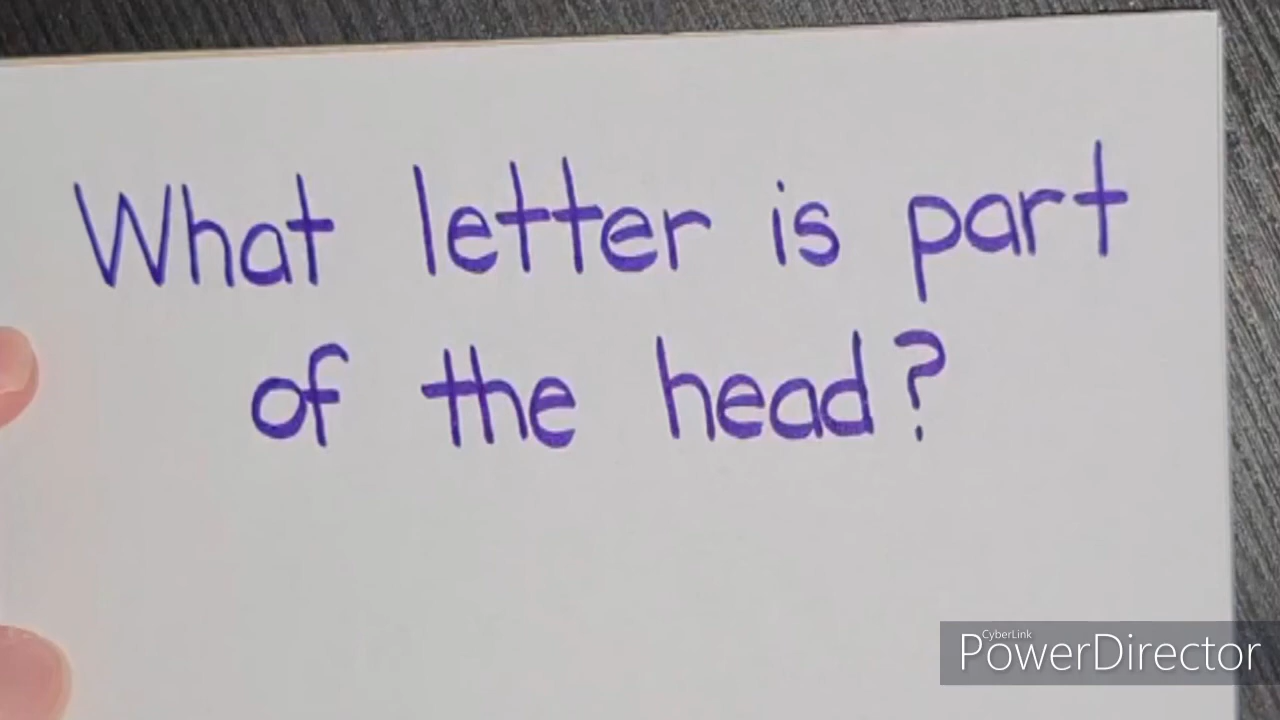 What letter is part
of the head?
CyberLink
PowerDirector